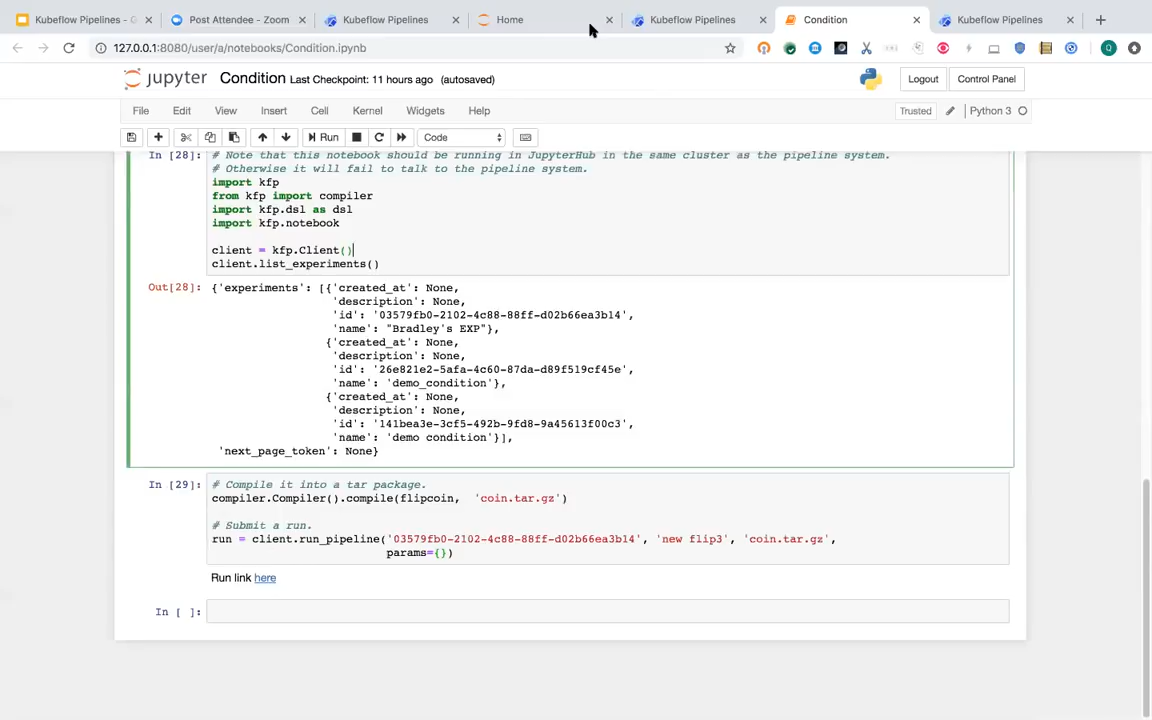 Kubeflow Pipelines - G
Post Attendee - Zoom
Kubeflow Pipelines
Home
Kubeflow Pipelines
Condition
Kubeflow Pipelines
127.0.0.1:8080/user/a/notebooks/Condition.ipynb
Q
jupyter Condition Last Checkpoint: 11 hours ago (autosaved)
Logout
Control Panel
File Edit View Insert Cell Kernel Widgets Help
Trusted
Python 3
Run
Code
In [28]: # Note that this notebook should be running in JupyterHub in the same cluster as the pipeline system.
# Otherwise it will fail to talk to the pipeline system.
import kfp
from kfp import compiler
import kfp.dsl as dsl
import kfp.notebook
client = kfp.Client()
client.list_experiments()
Out[28]: {'experiments': [{'created_at': None,
'description': None,
'id': '03579fb0-2102-4c88-88ff-d02b66ea3b14',
'name': "Bradley's EXP"},
{'created_at': None,
'description': None,
'id': '26e821e2-5afa-4c60-87da-d89f519cf45e',
'name': 'demo_condition'},
{'created_at': None,
'description': None,
'id': '141bea3e-3cf5-492b-9fd8-9a45613f00c3',
'name': 'demo condition'}],
'next_page_token': None}
In [29]: # Compile it into a tar package.
compiler.Compiler().compile(flipcoin, 'coin.tar.gz')
# Submit a run.
run = client.run_pipeline('03579fb0-2102-4c88-88ff-d02b66ea3b14', 'new flip3', 'coin.tar.gz',
params={})
Run link here
In [ ]: